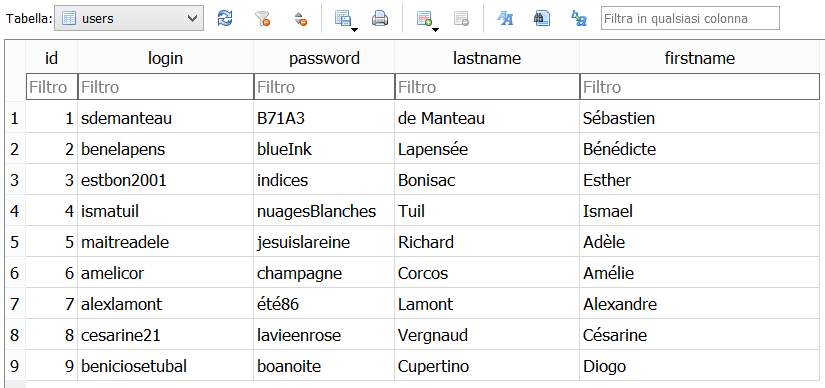 Tabella: users Filtra in qualsiasi colonna
id login password lastname firstname
Filtro Filtro Filtro Filtro Filtro
1 1 sdemanteau B71A3 de Manteau Sébastien
2 2 benelapens blueInk Lapensée Bénédicte
3 3 estbon2001 indices Bonisac Esther
4 4 ismatuil nuagesBlanches Tuil Ismael
5 5 maitreadele jesuislareine Richard Adèle
6 6 amelicor champagne Corcos Amélie
7 7 alexlamont été86 Lamont Alexandre
8 8 cesarine21 lavieenrose Vergnaud Césarine
9 9 beniciosetubal boanoite Cupertino Diogo